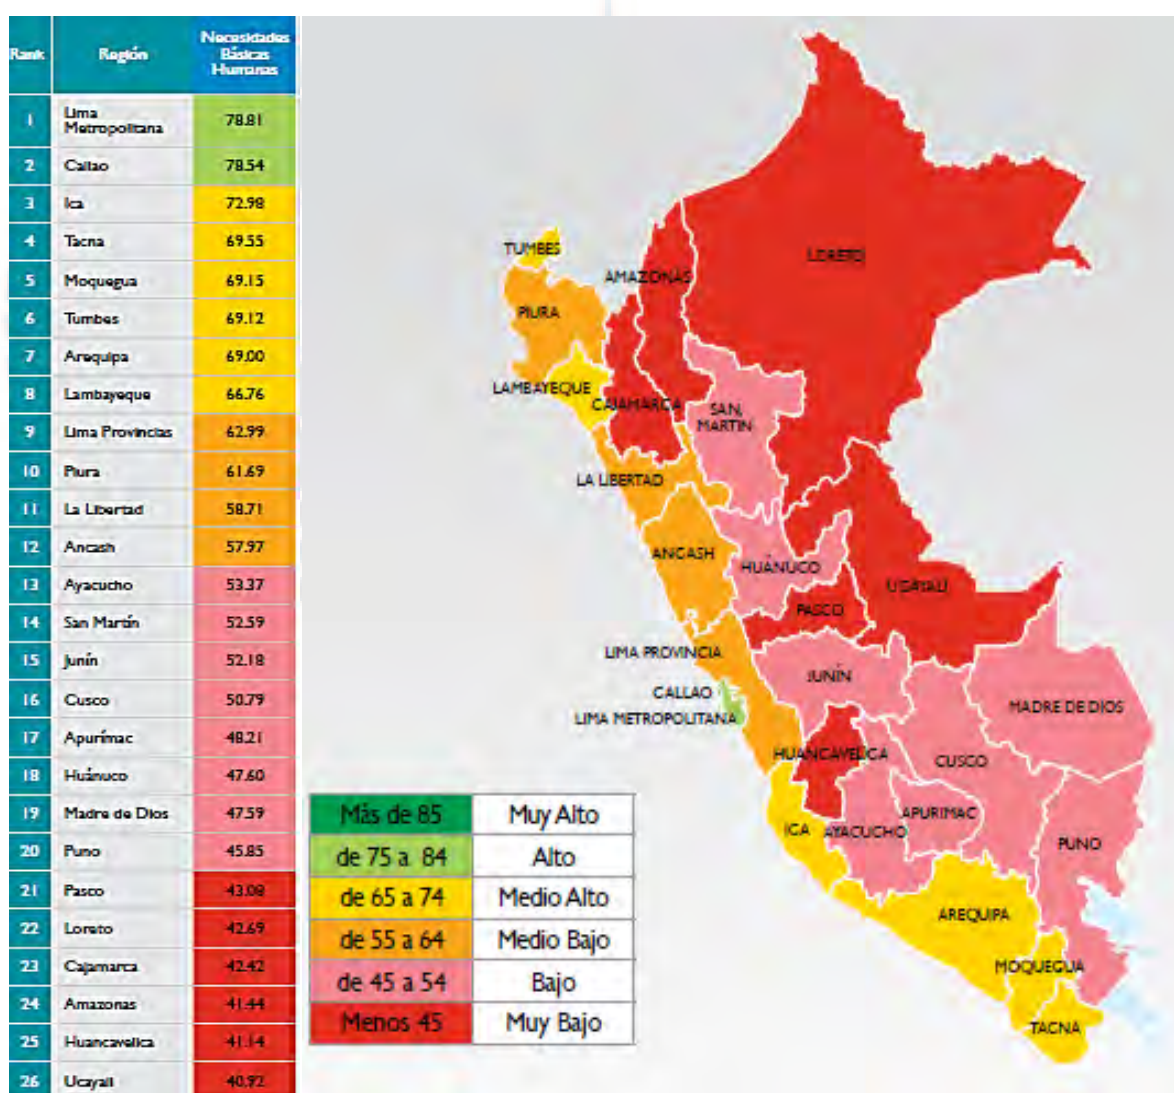 Rank Región Necesidades
Básicas
Humanas
1 Lima
Metropolitana 78.81
2 Callao 78.54
3 Ica 72.98
4 Tacna 69.55
5 Moquegua 69.15
6 Tumbes 69.12
7 Arequipa 69.00
8 Lambayeque 66.76
9 Lima Provincias 62.99
10 Piura 61.69
11 La Libertad 58.71
12 Ancash 57.97
13 Ayacucho 53.37
14 San Martín 52.59
15 Junín 52.18
16 Cusco 50.79
17 Apurímac 48.21
18 Huánuco 47.60
19 Madre de Dios 47.59
20 Puno 45.85
21 Pasco 43.08
22 Loreto 42.69
23 Cajamarca 42.42
24 Amazonas 41.44
25 Huancavelica 41.14
26 Ucayali 40.92
TUMBES
LORETO
AMAZONAS
PIURA
LAMBAYEQUE
CAJAMARCA
SAN
MARTIN
LA LIBERTAD
ANCASH
HUÁNUCO
UCAYALI
PASCO
LIMA PROVINCIA
JUNÍN
CALLAO
LIMA METROPOLITANA
MADRE DE DIOS
HUANCAVELICA
CUSCO
APURIMAC
ICA
AYACUCHO
PUNO
AREQUIPA
MOQUEGUA
TACNA
Más de 85 Muy Alto
de 75 a 84 Alto
de 65 a 74 Medio Alto
de 55 a 64 Medio Bajo
de 45 a 54 Bajo
Menos 45 Muy Bajo